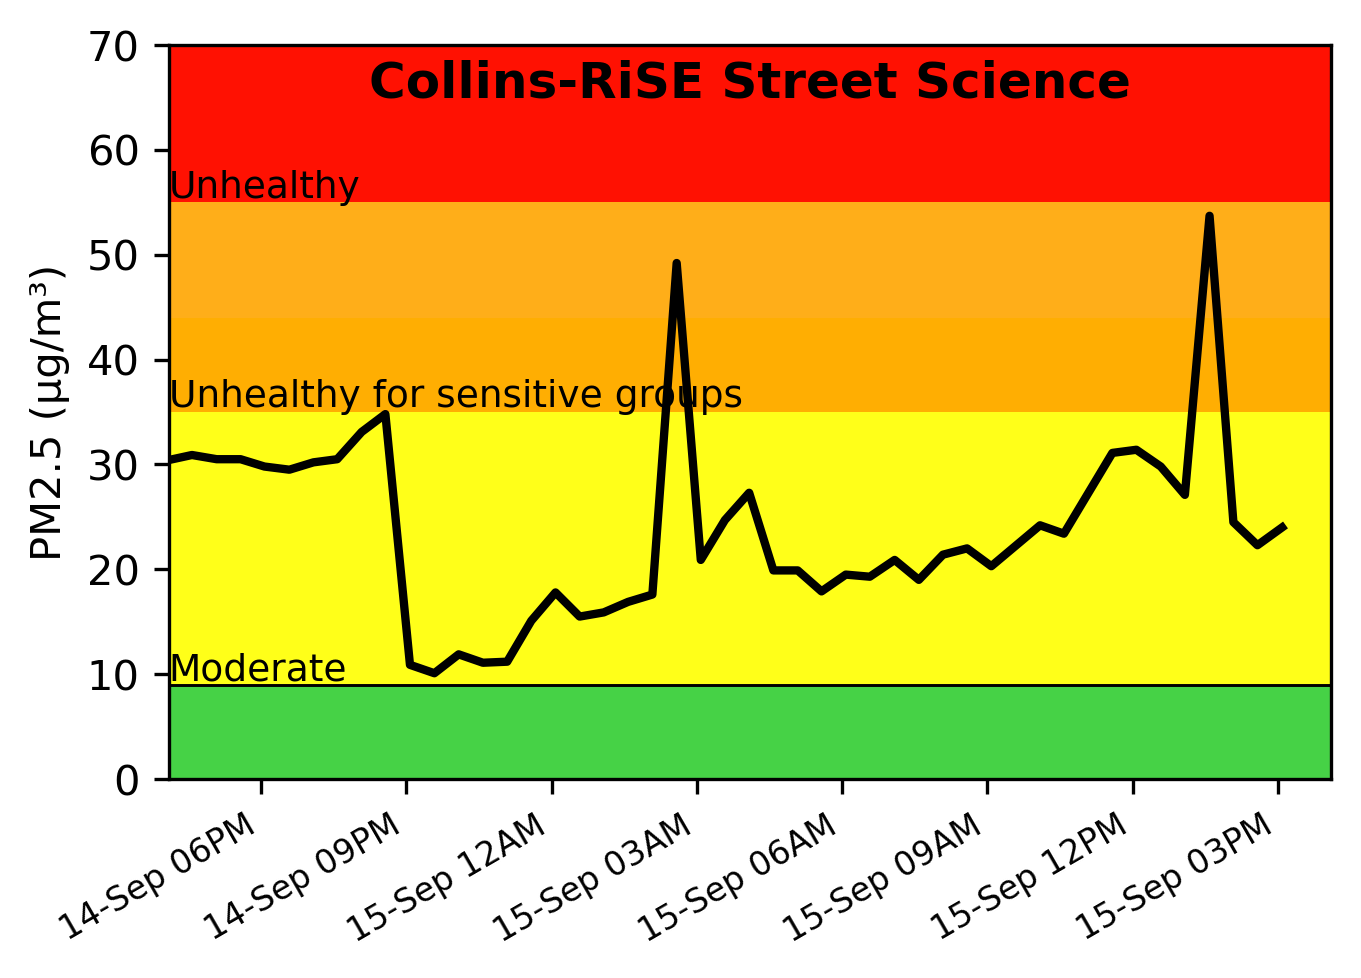 Collins-RiSE Street Science
70
60
50
40
30
20
10
0
PM2.5 (µg/m³)
Unhealthy
Unhealthy for sensitive groups
Moderate
14-Sep 06PM
14-Sep 09PM
15-Sep 12AM
15-Sep 03AM
15-Sep 06AM
15-Sep 09AM
15-Sep 12PM
15-Sep 03PM